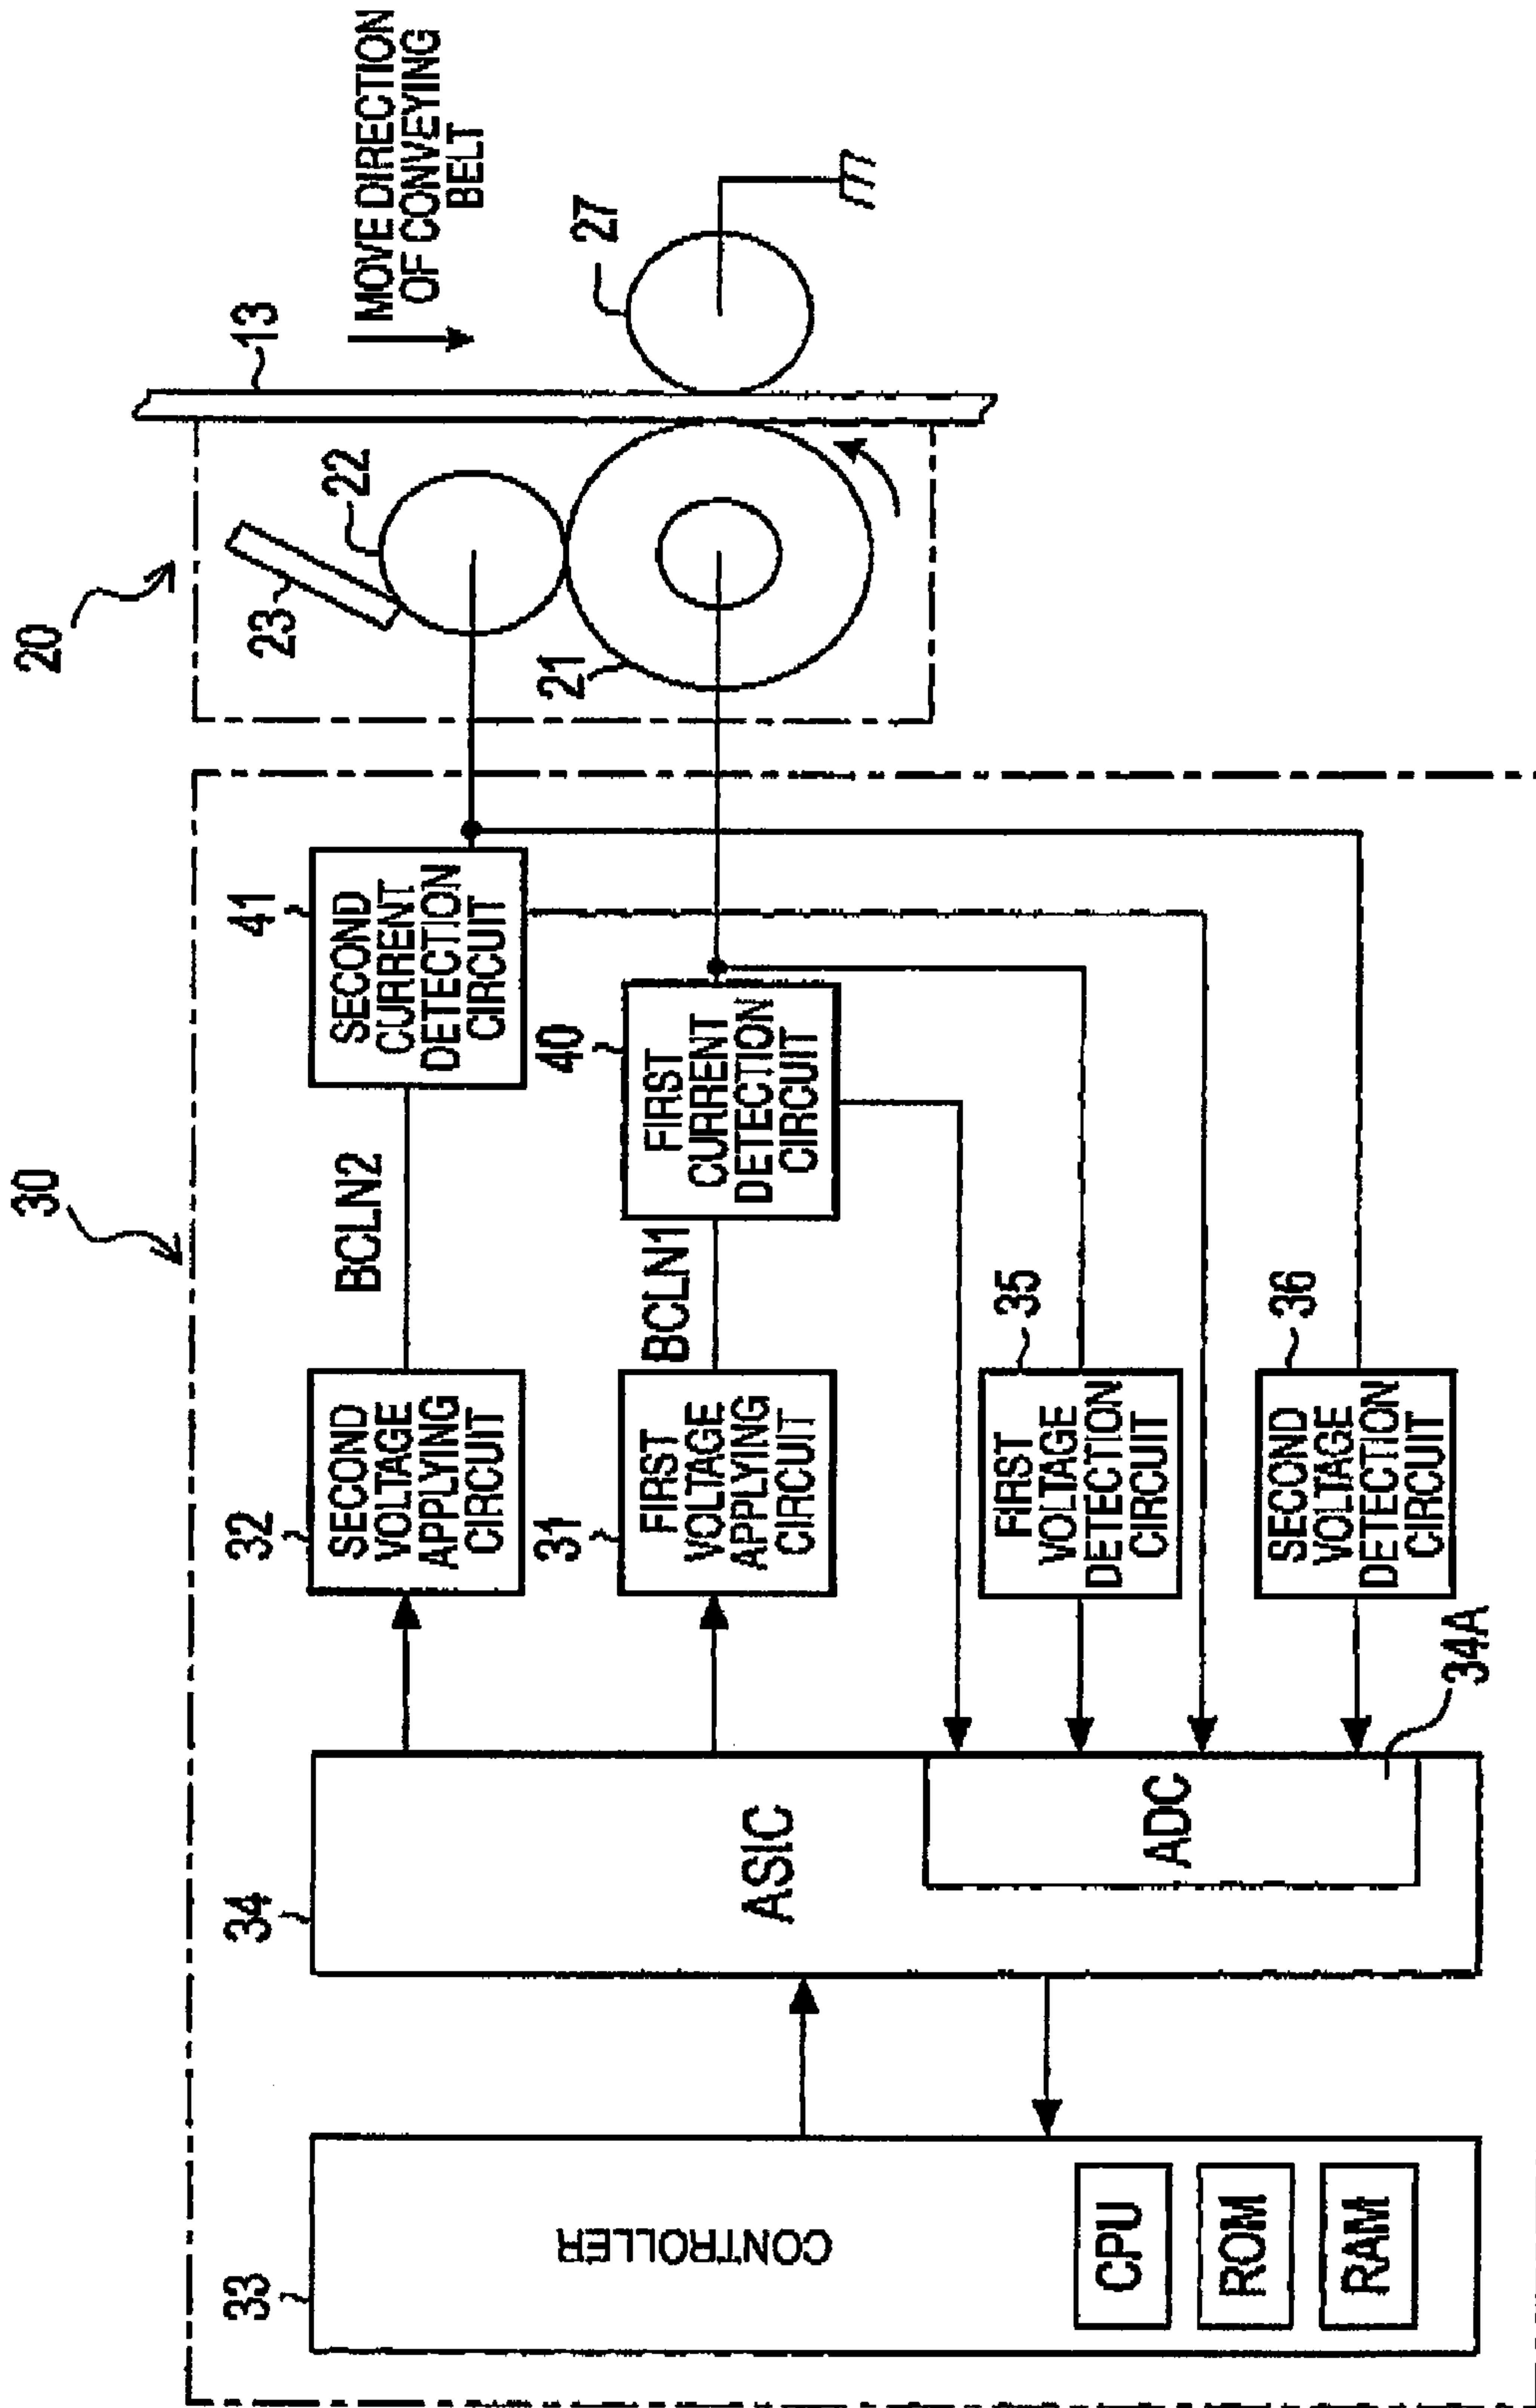 20
30
MOVE DIRECTION
OF CONVEYING
BELT
13
27
22
23
21
41
SECOND
CURRENT
DETECTION
CIRCUIT
40
FIRST
CURRENT
DETECTION
CIRCUIT
BCLN2
BCLN1
32
SECOND
VOLTAGE
APPLYING
CIRCUIT
31
FIRST
VOLTAGE
APPLYING
CIRCUIT
35
FIRST
VOLTAGE
DETECTION
CIRCUIT
36
SECOND
VOLTAGE
DETECTION
CIRCUIT
34
ASIC
ADC
34A
33
CONTROLLER
CPU
ROM
RAM